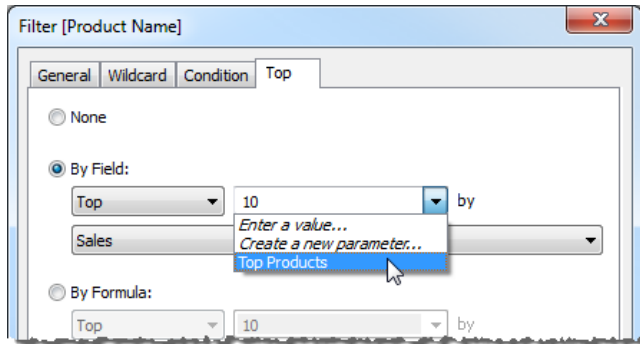 Filter [Product Name]
General Wildcard Condition Top
None
By Field:
Top 10 by
Enter a value...
Create a new parameter...
Sales
Top Products
By Formula:
Top 10 by